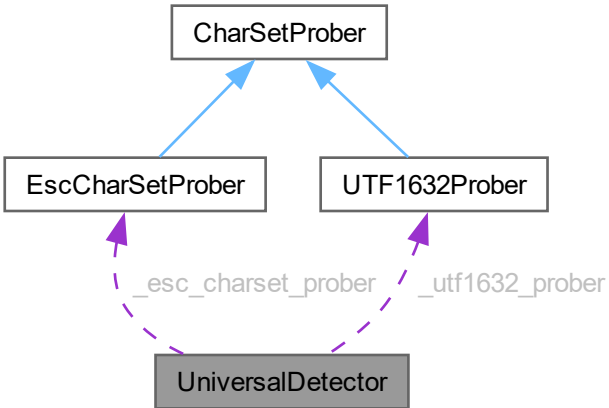 CharSetProber
EscCharSetProber
UTF1632Prober
_esc_charset_prober
_utf1632_prober
UniversalDetector